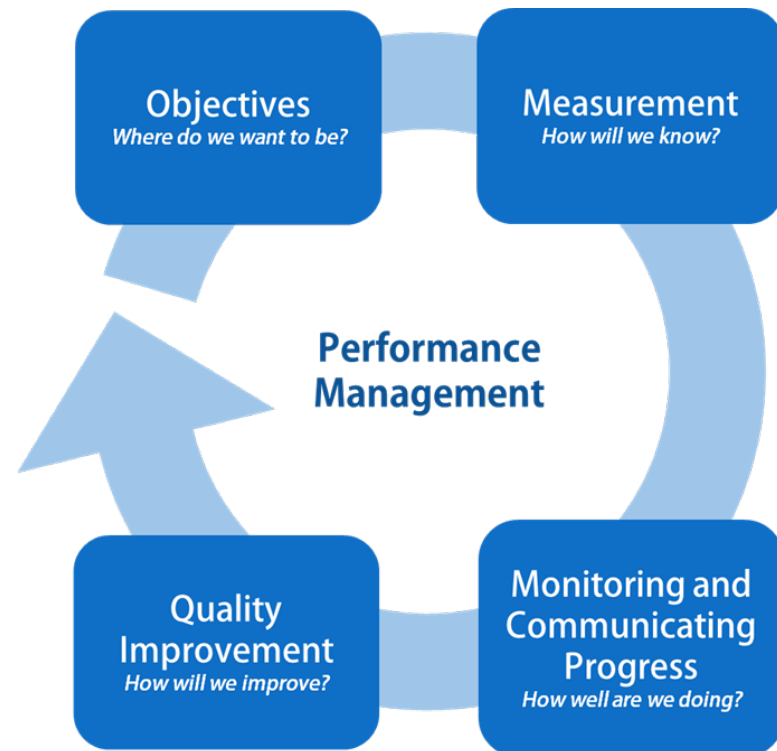 Objectives
Where do we want to be?
Measurement
How will we know?
Performance
Management
Quality
Improvement
How will we improve?
Monitoring and
Communicating
Progress
How well are we doing?